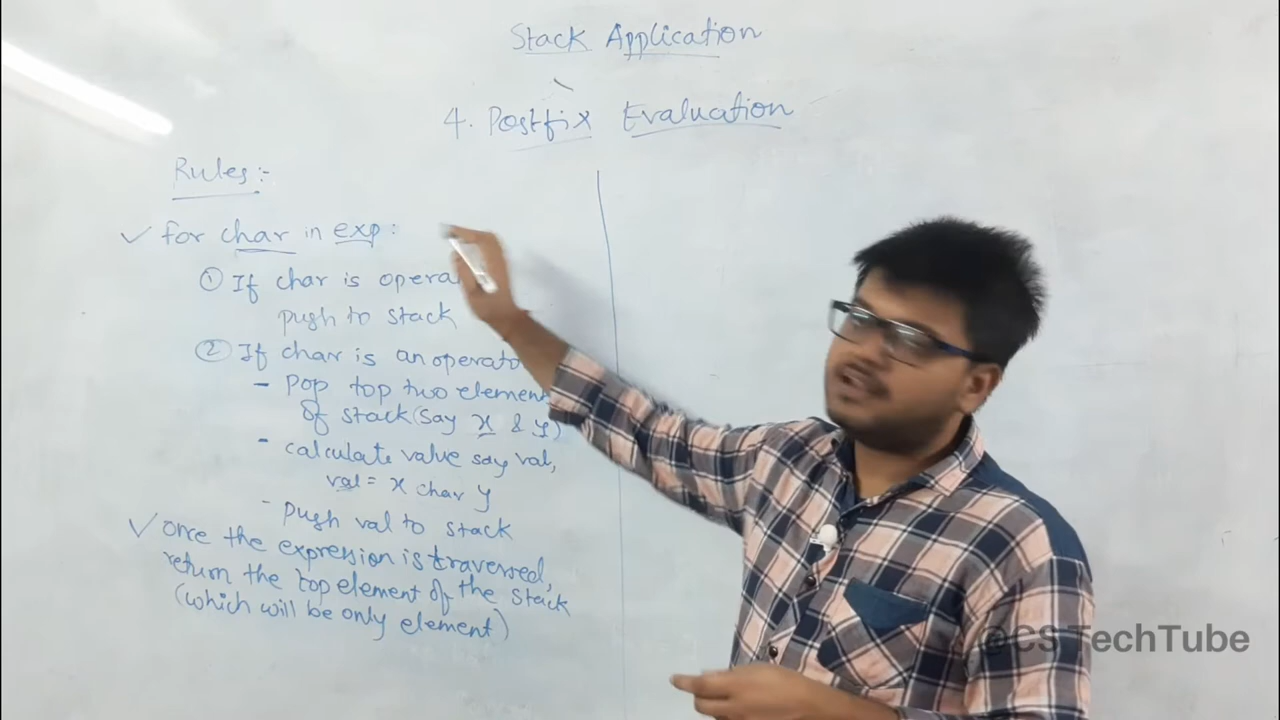 Stack Application
4. Postfix Evaluation
Rules:-
✓ for char in exp:
① If char is opera
push to stack
② If char is an operato
- Pop top two element
of stack (say x & y)
- calculate value say val,
val = x char y
- Push val to stack
✓ once the expression is traversed,
return the top element of the stack
(which will be only element)
@CSTechTube